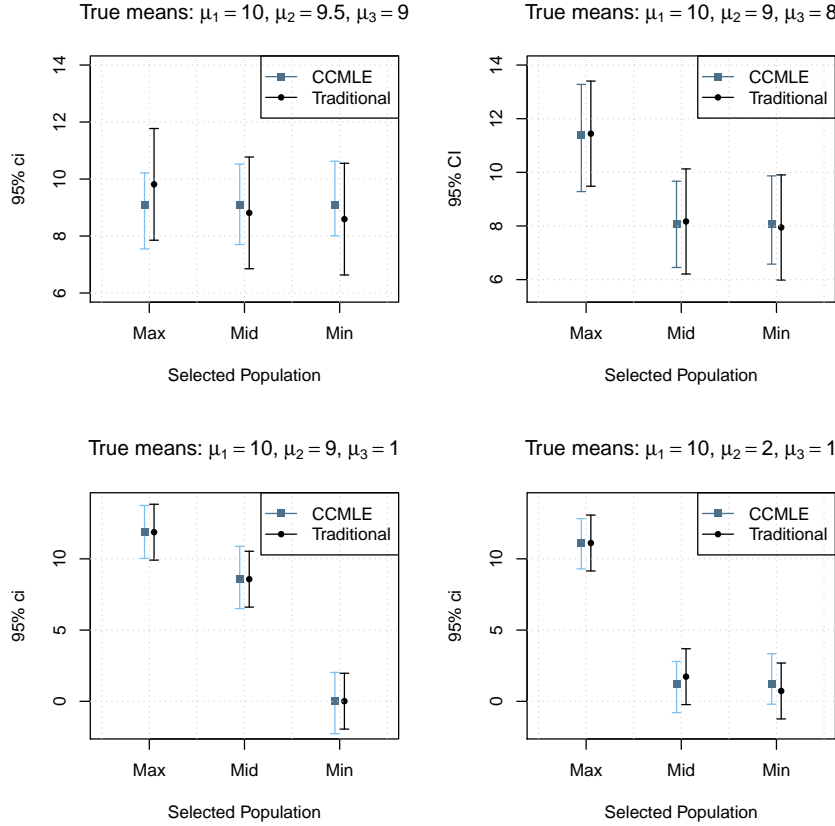 True means: μ1 = 10, μ2 = 9.5, μ3 = 9
14
12
10
8
6
95% ci
CCMLE
Traditional
Max
Mid
Min
Selected Population
True means: μ1 = 10, μ2 = 9, μ3 = 8
14
12
10
8
6
95% CI
CCMLE
Traditional
Max
Mid
Min
Selected Population
True means: μ1 = 10, μ2 = 9, μ3 = 1
10
5
0
95% ci
CCMLE
Traditional
Max
Mid
Min
Selected Population
True means: μ1 = 10, μ2 = 2, μ3 = 1
10
5
0
95% ci
CCMLE
Traditional
Max
Mid
Min
Selected Population